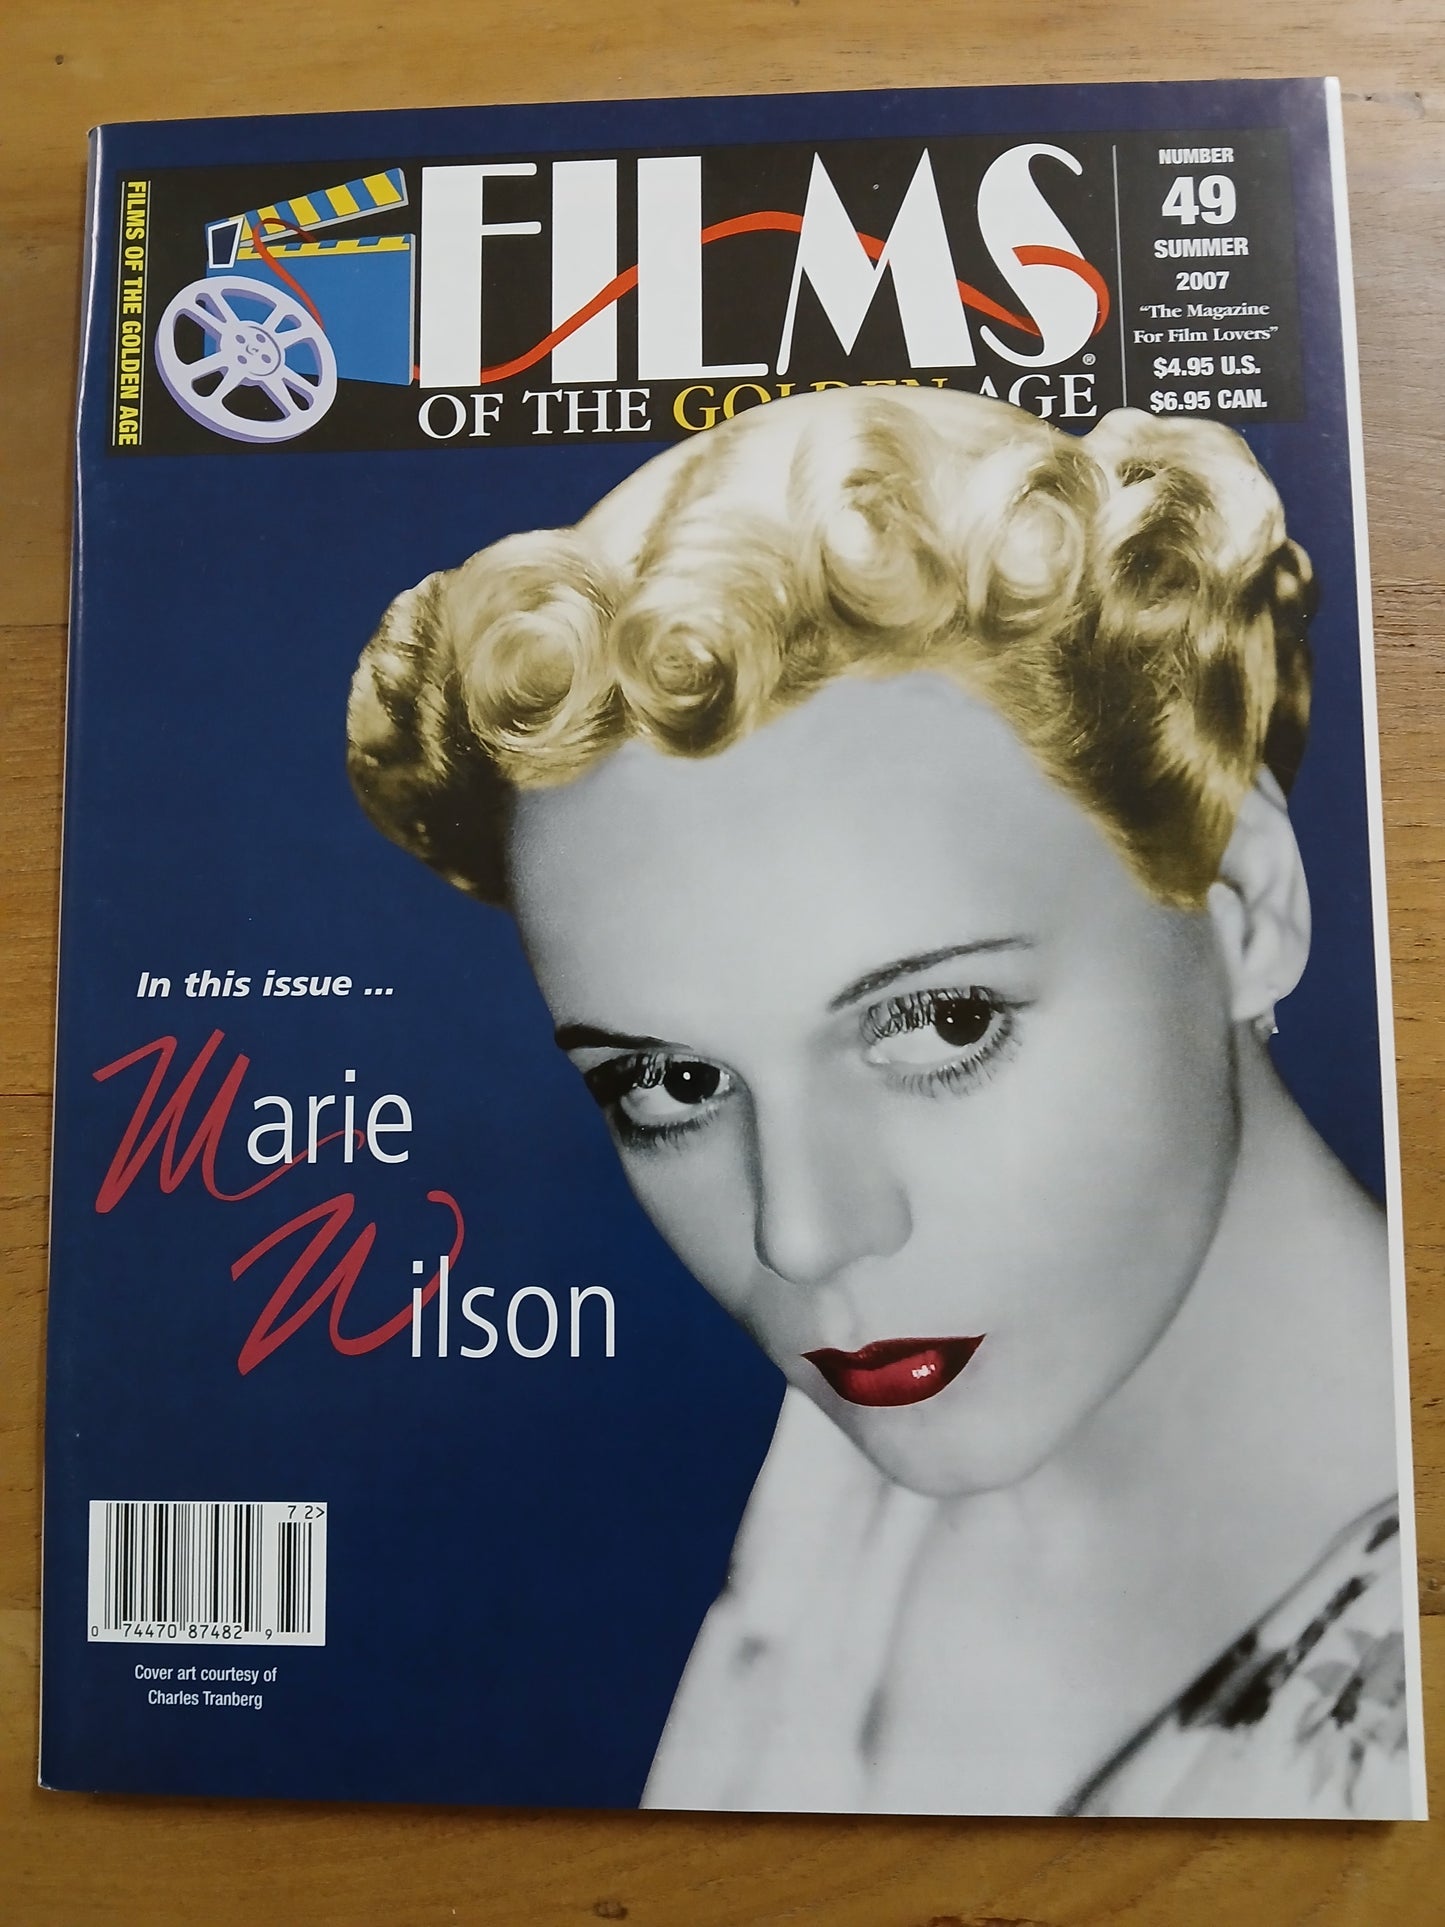 FILMS OF THE GOLDEN AGE
FILMS®
OF THE GOLDEN AGE
NUMBER
49
SUMMER
2007
“The Magazine
For Film Lovers”
$4.95 U.S.
$6.95 CAN.
In this issue ...
Marie
Wilson
72>
0 74470 87482 9
Cover art courtesy of
Charles Tranberg